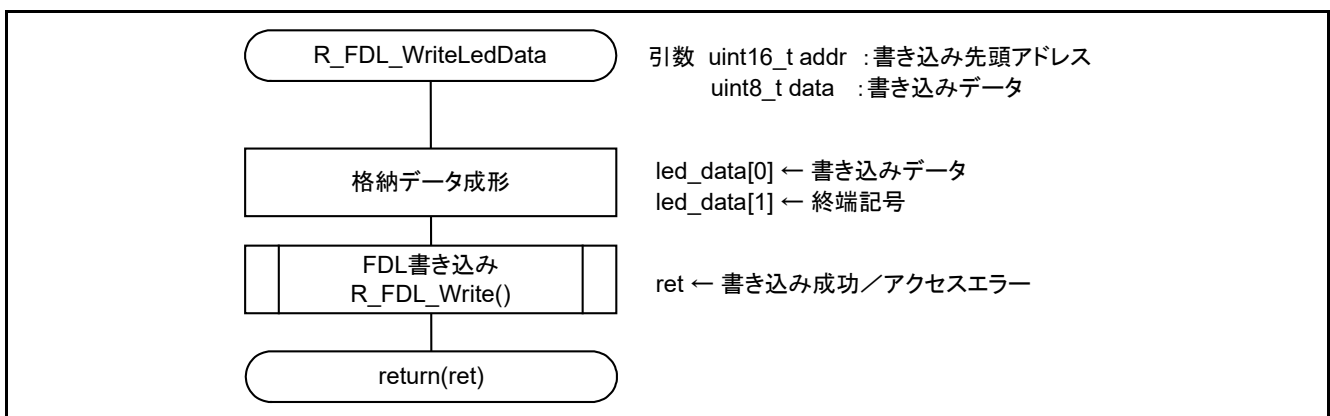 R_FDL_WriteLedData
引数 uint16_t addr :書き込み先頭アドレス
uint8_t data :書き込みデータ
格納データ成形
led_data[0] ← 書き込みデータ
led_data[1] ← 終端記号
FDL書き込み
R_FDL_Write()
ret ← 書き込み成功/アクセスエラー
return(ret)